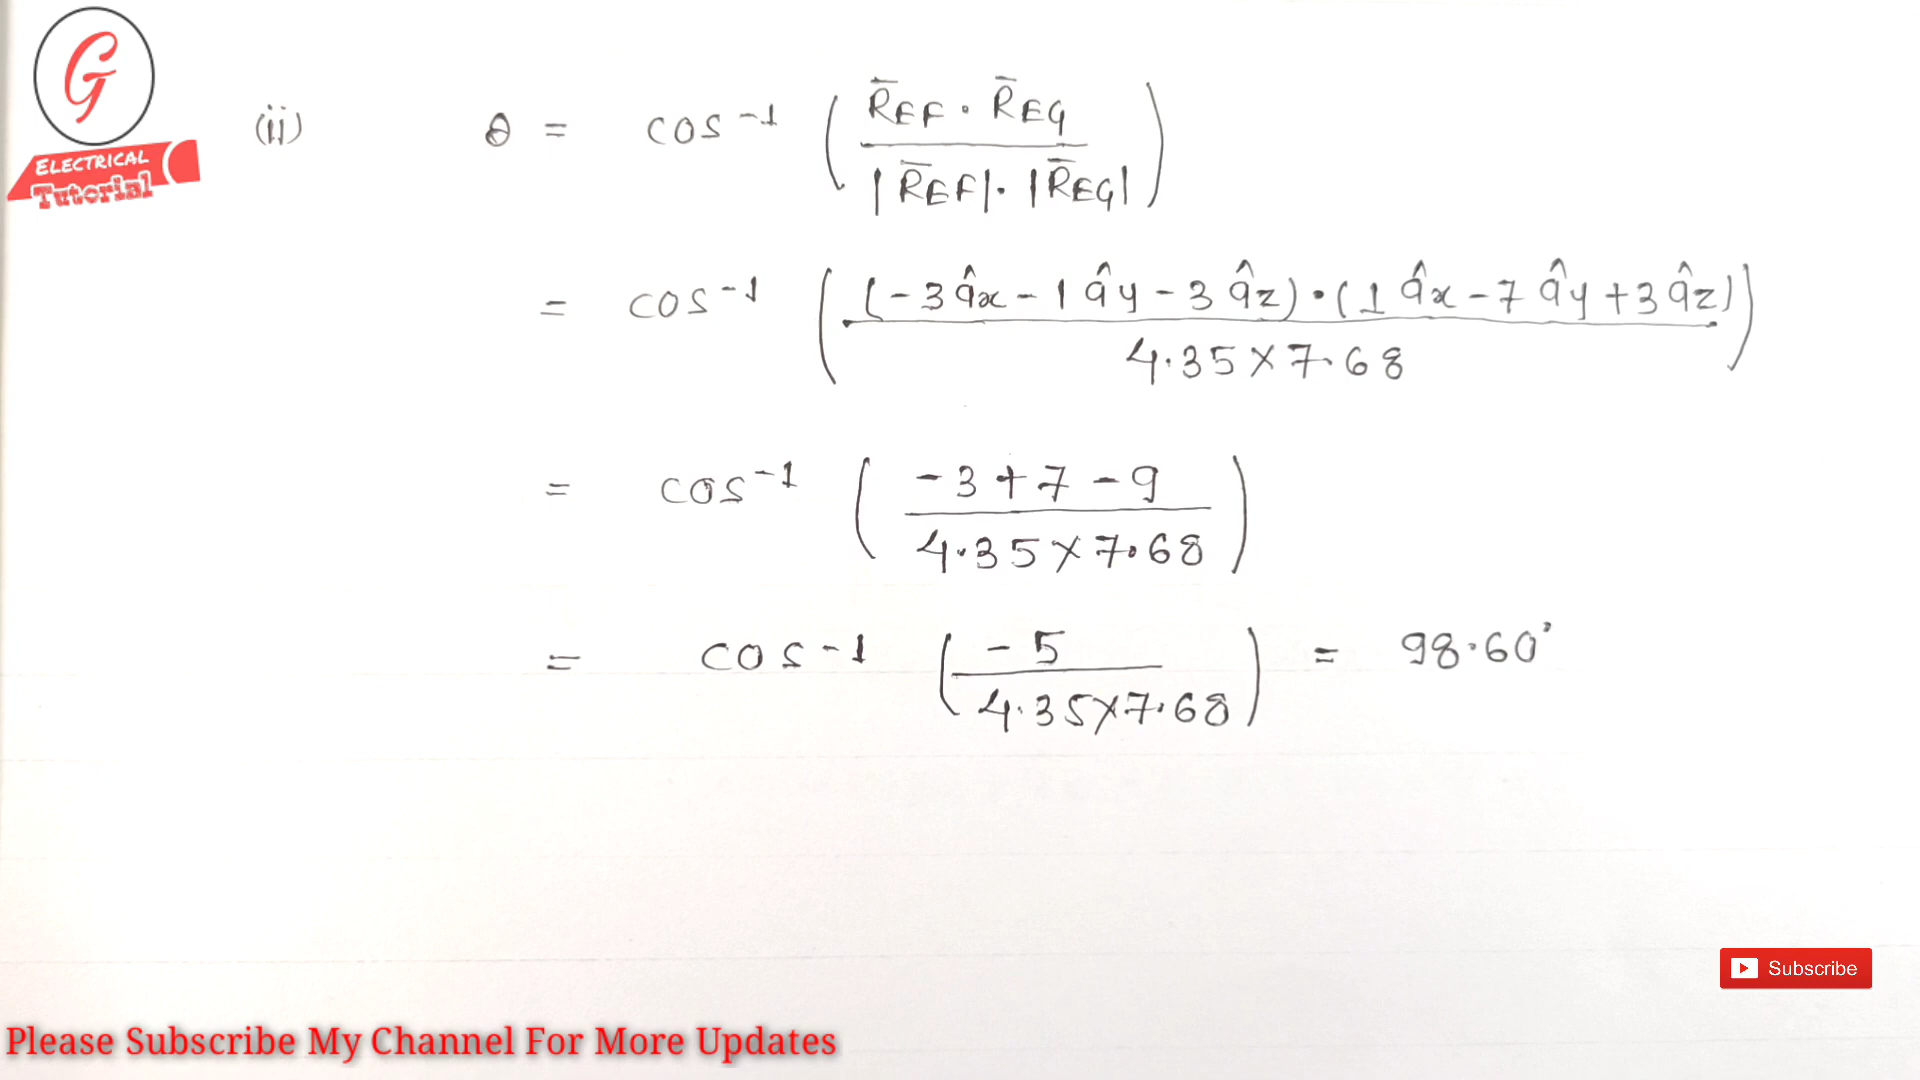 G
ELECTRICAL
Tutorial
(ii) θ = cos⁻¹ ( R̄EF · R̄EG / |R̄EF| · |R̄EG| )
= cos⁻¹ ( (-3 âx - 1 ây - 3 âz) · (1 âx - 7 ây + 3 âz) / 4.35 × 7.68 )
= cos⁻¹ ( -3 + 7 - 9 / 4.35 × 7.68 )
= cos⁻¹ ( -5 / 4.35 × 7.68 ) = 98.60°
Subscribe
Please Subscribe My Channel For More Updates